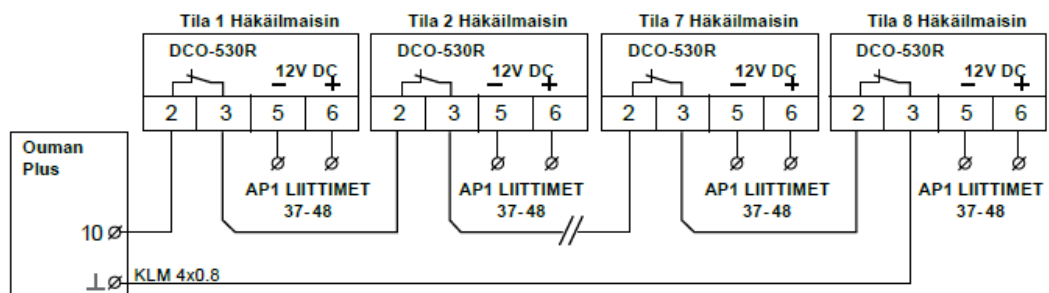 Tila 1 Häkäilmaisin Tila 2 Häkäilmaisin Tila 7 Häkäilmaisin Tila 8 Häkäilmaisin
DCO-530R DCO-530R DCO-530R DCO-530R
12V DC 12V DC 12V DC 12V DC
− + − + − + − +
2 3 5 6 2 3 5 6 2 3 5 6 2 3 5 6
Ouman
Plus
AP1 LIITTIMET AP1 LIITTIMET AP1 LIITTIMET AP1 LIITTIMET
37-48 37-48 37-48 37-48
10
KLM 4x0.8